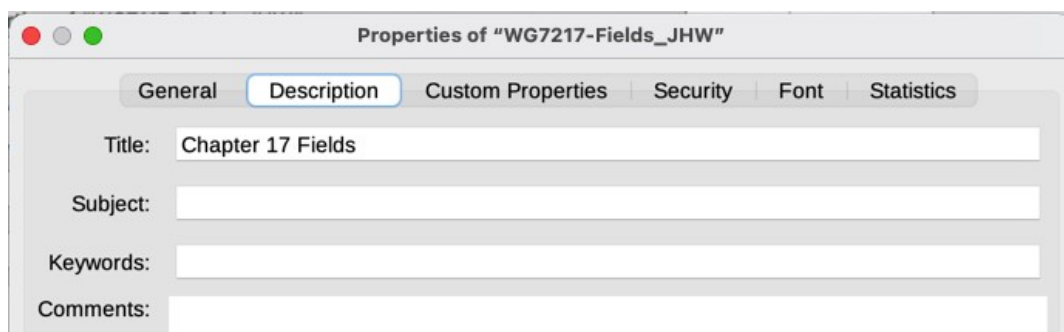 Properties of “WG7217-Fields_JHW”
General Description Custom Properties Security Font Statistics
Title: Chapter 17 Fields
Subject:
Keywords:
Comments: